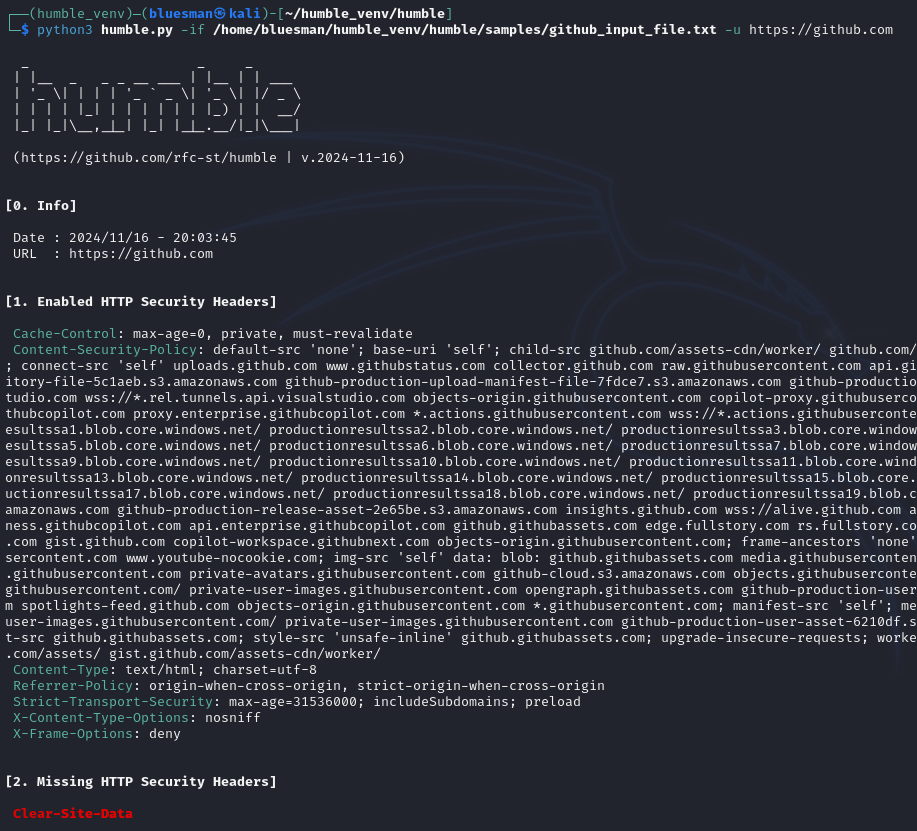 ┌──(humble_venv)─(bluesman㉿kali)-[~/humble_venv/humble]
└─$ python3 humble.py -if /home/bluesman/humble_venv/humble/samples/github_input_file.txt -u https://github.com
humble
(https://github.com/rfc-st/humble | v.2024-11-16)
[0. Info]
Date : 2024/11/16 - 20:03:45
URL  : https://github.com
[1. Enabled HTTP Security Headers]
Cache-Control: max-age=0, private, must-revalidate
Content-Security-Policy: default-src 'none'; base-uri 'self'; child-src github.com/assets-cdn/worker/ github.com/
; connect-src 'self' uploads.github.com www.githubstatus.com collector.github.com raw.githubusercontent.com api.gi
itory-file-5c1aeb.s3.amazonaws.com github-production-upload-manifest-file-7fdce7.s3.amazonaws.com github-productio
tudio.com wss://*.rel.tunnels.api.visualstudio.com objects-origin.githubusercontent.com copilot-proxy.githubuserco
thubcopilot.com proxy.enterprise.githubcopilot.com *.actions.githubusercontent.com wss://*.actions.githubuserconte
esultssa1.blob.core.windows.net/ productionresultssa2.blob.core.windows.net/ productionresultssa3.blob.core.window
esultssa5.blob.core.windows.net/ productionresultssa6.blob.core.windows.net/ productionresultssa7.blob.core.window
esultssa9.blob.core.windows.net/ productionresultssa10.blob.core.windows.net/ productionresultssa11.blob.core.wind
onresultssa13.blob.core.windows.net/ productionresultssa14.blob.core.windows.net/ productionresultssa15.blob.core.
uctionresultssa17.blob.core.windows.net/ productionresultssa18.blob.core.windows.net/ productionresultssa19.blob.c
amazonaws.com github-production-release-asset-2e65be.s3.amazonaws.com insights.github.com wss://alive.github.com a
ness.githubcopilot.com api.enterprise.githubcopilot.com github.githubassets.com edge.fullstory.com rs.fullstory.co
.com gist.github.com copilot-workspace.githubnext.com objects-origin.githubusercontent.com; frame-ancestors 'none'
sercontent.com www.youtube-nocookie.com; img-src 'self' data: blob: github.githubassets.com media.githubuserconten
.githubusercontent.com private-avatars.githubusercontent.com github-cloud.s3.amazonaws.com objects.githubuserconte
githubusercontent.com/ private-user-images.githubusercontent.com opengraph.githubassets.com github-production-user
m spotlights-feed.github.com objects-origin.githubusercontent.com *.githubusercontent.com; manifest-src 'self'; me
user-images.githubusercontent.com/ private-user-images.githubusercontent.com github-production-user-asset-6210df.s
t-src github.githubassets.com; style-src 'unsafe-inline' github.githubassets.com; upgrade-insecure-requests; worke
.com/assets/ gist.github.com/assets-cdn/worker/
Content-Type: text/html; charset=utf-8
Referrer-Policy: origin-when-cross-origin, strict-origin-when-cross-origin
Strict-Transport-Security: max-age=31536000; includeSubdomains; preload
X-Content-Type-Options: nosniff
X-Frame-Options: deny
[2. Missing HTTP Security Headers]
Clear-Site-Data